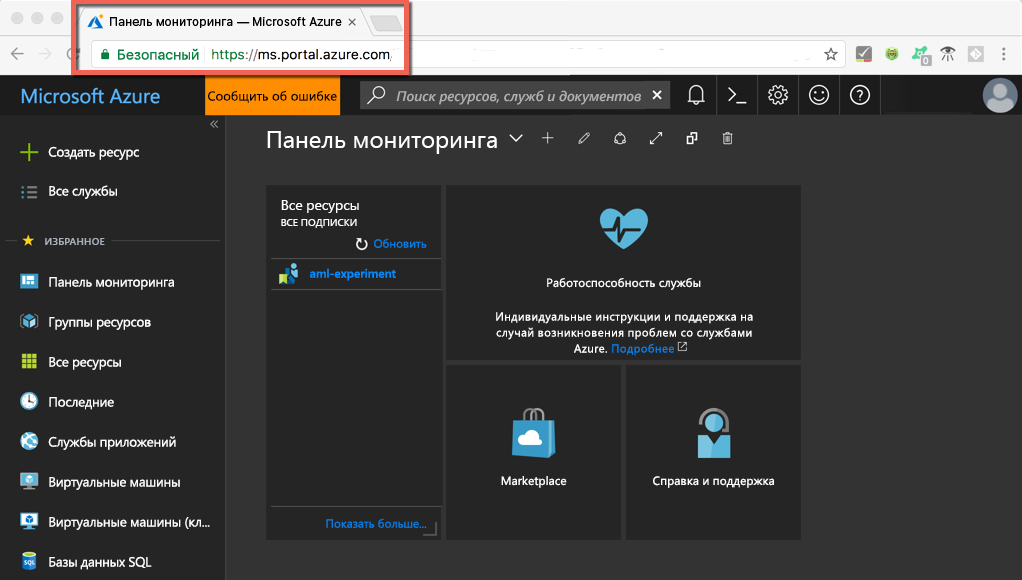 Панель мониторинга — Microsoft Azure
Безопасный https://ms.portal.azure.com/
0
Microsoft Azure
Сообщить об ошибке
Поиск ресурсов, служб и документов
Создать ресурс
Все службы
ИЗБРАННОЕ
Панель мониторинга
Группы ресурсов
Все ресурсы
Последние
Службы приложений
Виртуальные машины
Виртуальные машины (кл...
SQL
Базы данных SQL
Панель мониторинга
Все ресурсы
ВСЕ ПОДПИСКИ
Обновить
aml-experiment
Показать больше...
Работоспособность службы
Индивидуальные инструкции и поддержка на
случай возникновения проблем со службами
Azure. Подробнее
Marketplace
Справка и поддержка